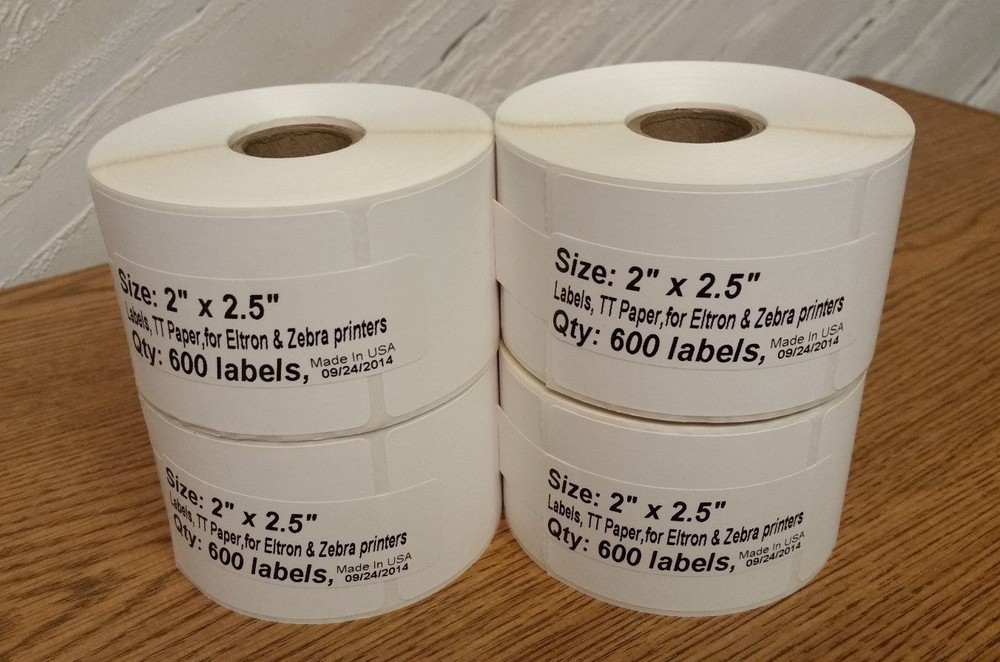 Size: 2" x 2.5"
Labels, TT Paper,for Eltron & Zebra printers
Qty: 600 labels, Made In USA
09/24/2014
Size: 2" x 2.5"
Labels, TT Paper,for Eltron & Zebra printers
Qty: 600 labels, Made In USA
09/24/2014
Size: 2" x 2.5"
Labels, TT Paper,for Eltron & Zebra printers
Qty: 600 labels, Made In USA
09/24/2014
Size: 2" x 2.5"
Labels, TT Paper,for Eltron & Zebra printers
Qty: 600 labels, Made In USA
09/24/2014